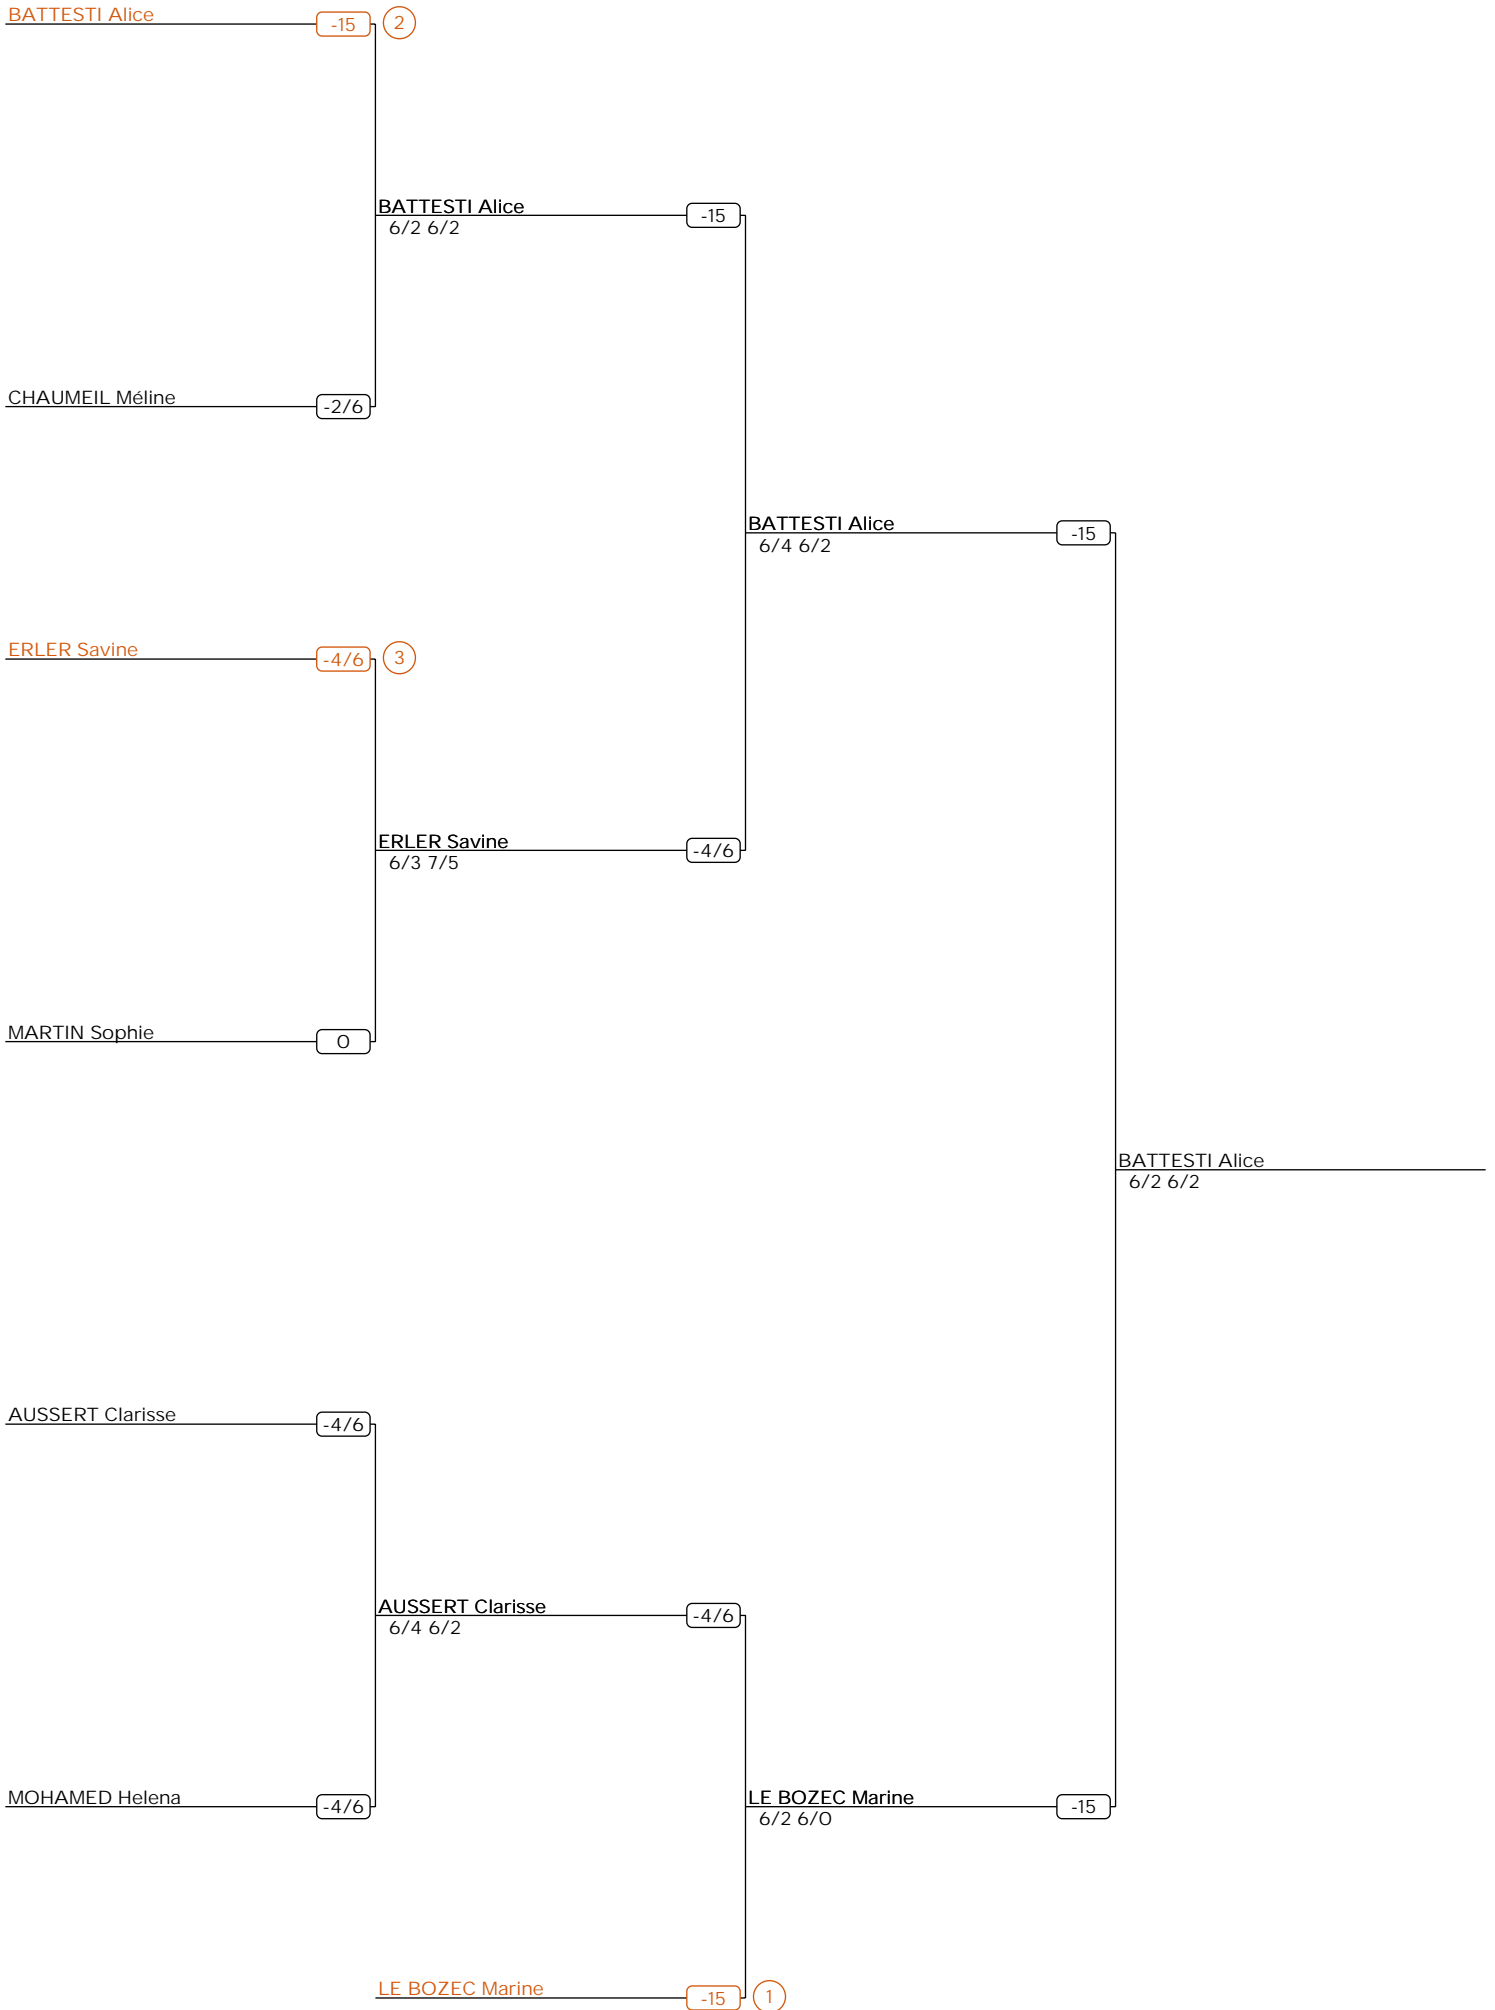 BATTESTI Alice -15 2
BATTESTI Alice -15
6/2 6/2
CHAUMEIL Méline -2/6
BATTESTI Alice -15
6/4 6/2
ERLER Savine -4/6 3
ERLER Savine -4/6
6/3 7/5
MARTIN Sophie 0
BATTESTI Alice
6/2 6/2
AUSSERT Clarisse -4/6
AUSSERT Clarisse -4/6
6/4 6/2
MOHAMED Helena -4/6
LE BOZEC Marine -15
6/2 6/0
LE BOZEC Marine -15 1